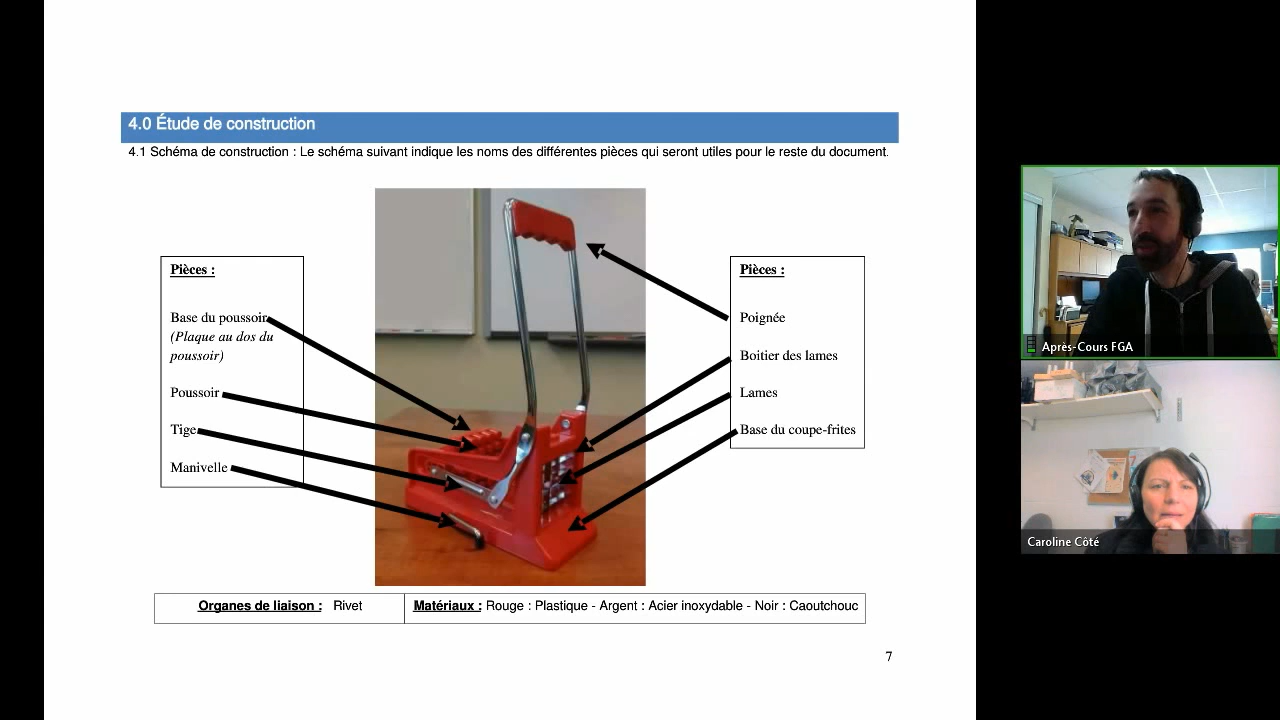 4.0 Étude de construction
4.1 Schéma de construction : Le schéma suivant indique les noms des différentes pièces qui seront utiles pour le reste du document.
Pièces :
Base du poussoir
(Plaque au dos du
poussoir)
Poussoir
Tige
Manivelle
Pièces :
Poignée
Boitier des lames
Lames
Base du coupe-frites
Organes de liaison : Rivet
Matériaux : Rouge : Plastique - Argent : Acier inoxydable - Noir : Caoutchouc
7
Après-Cours FGA
Caroline Côté